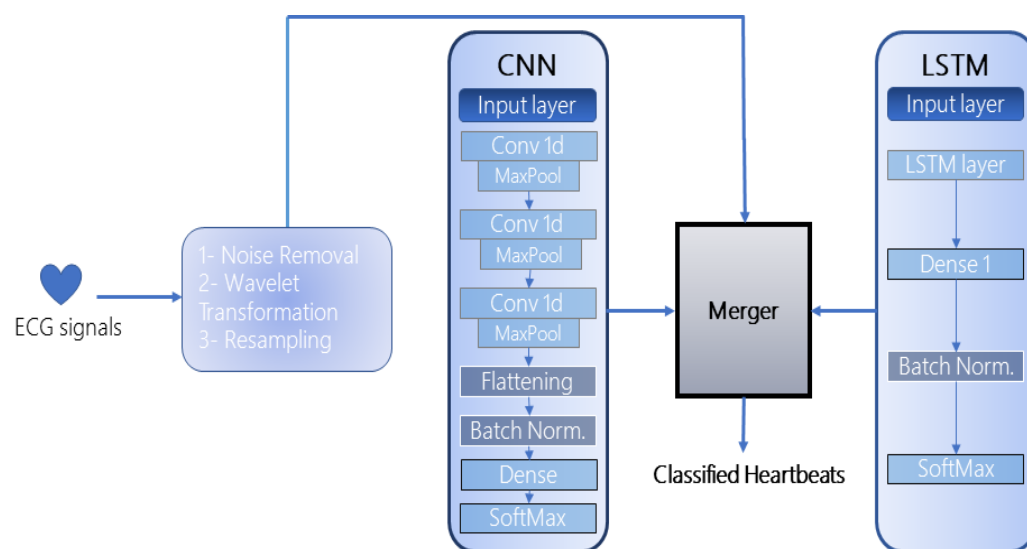 ECG signals
1- Noise Removal
2- Wavelet
Transformation
3- Resampling
CNN
Input layer
Conv 1d
MaxPool
Conv 1d
MaxPool
Conv 1d
MaxPool
Flattening
Batch Norm.
Dense
SoftMax
Merger
Classified Heartbeats
LSTM
Input layer
LSTM layer
Dense 1
Batch Norm.
SoftMax